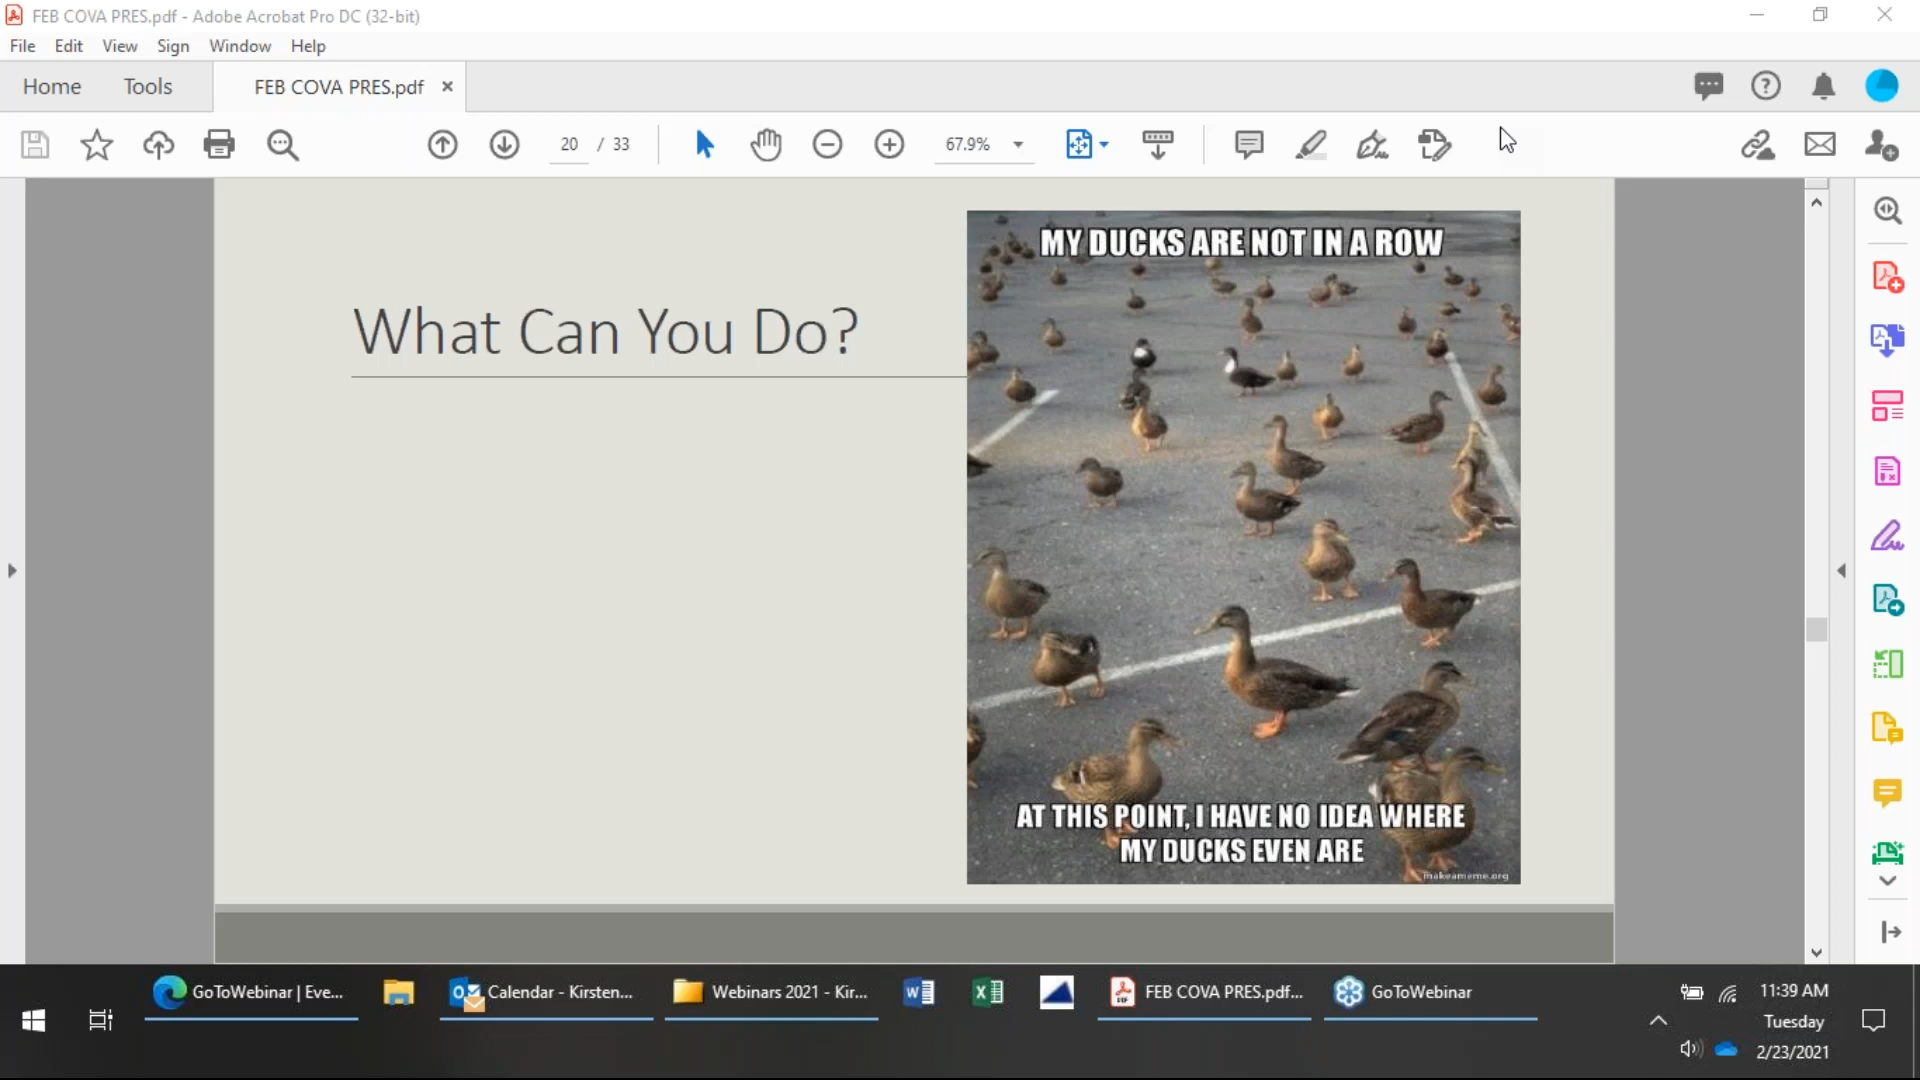 FEB COVA PRES.pdf - Adobe Acrobat Pro DC (32-bit)
File Edit View Sign Window Help
Home Tools FEB COVA PRES.pdf ×
20 / 33 67.9%
MY DUCKS ARE NOT IN A ROW
What Can You Do?
AT THIS POINT, I HAVE NO IDEA WHERE
MY DUCKS EVEN ARE
makeameme.org
GoToWebinar | Eve... Calendar - Kirsten... Webinars 2021 - Kir... FEB COVA PRES.pdf... GoToWebinar
11:39 AM
Tuesday
2/23/2021